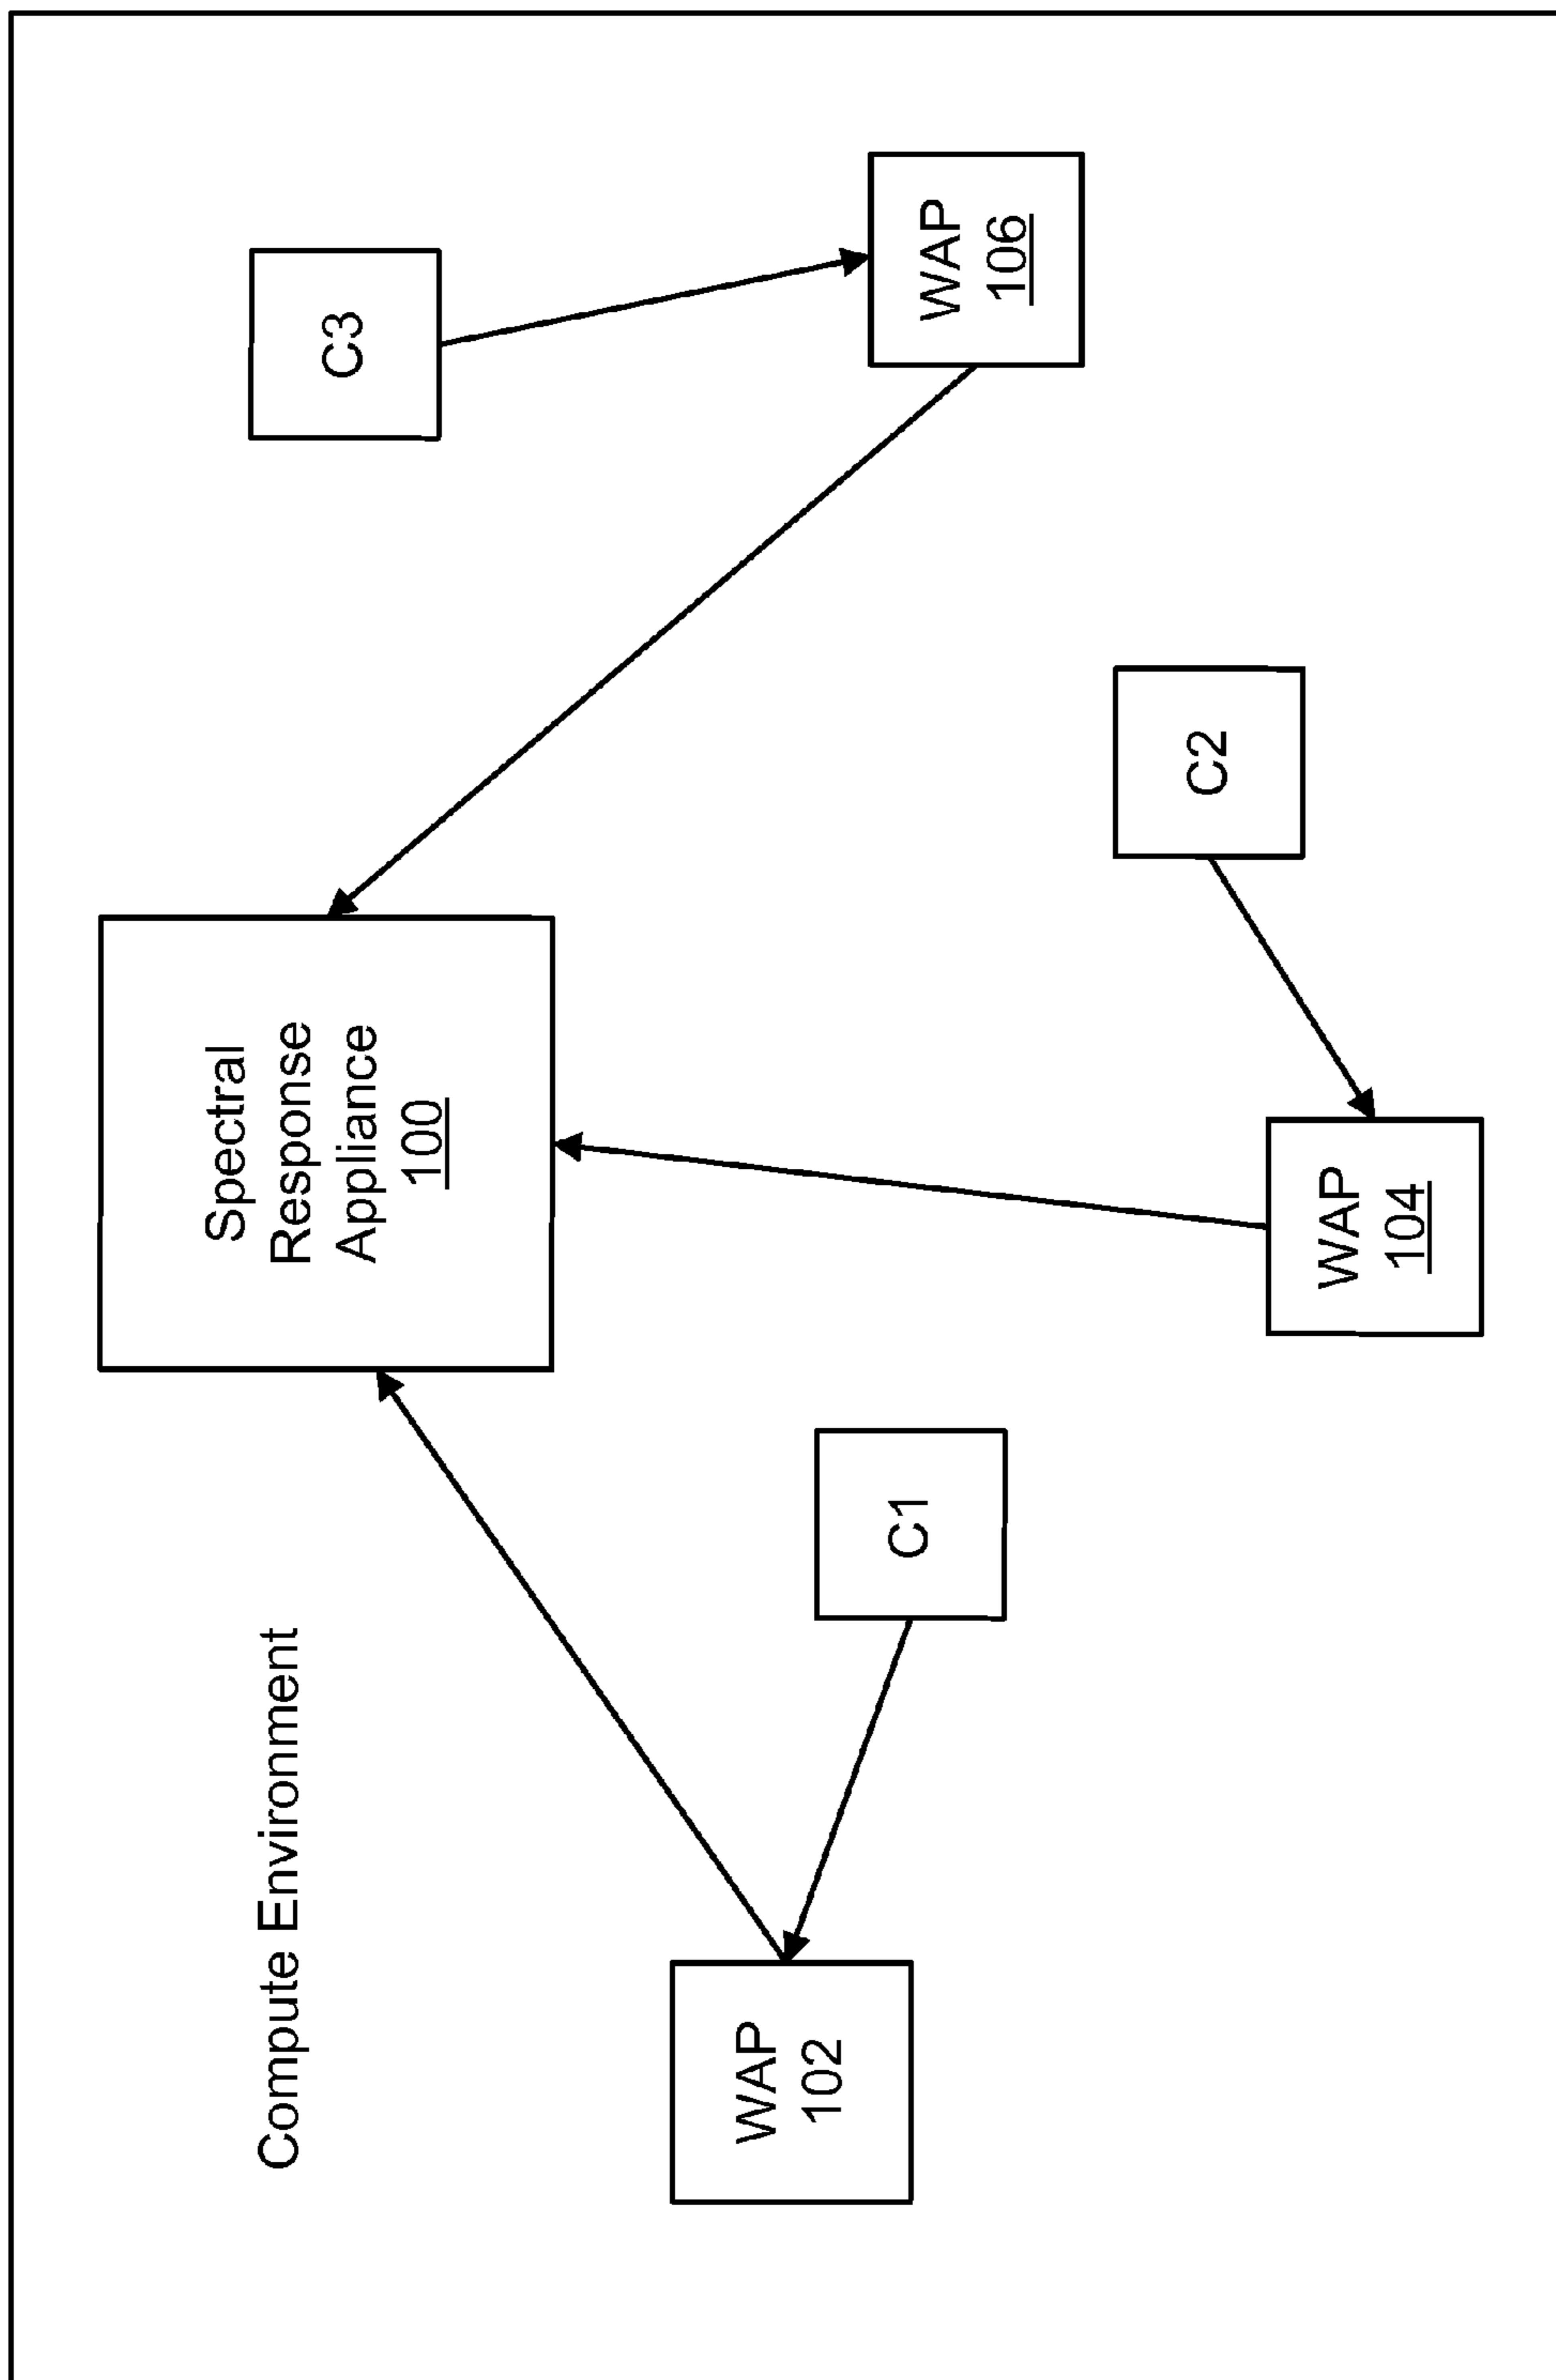 Compute Environment
Spectral
Response
Appliance
100
C3
WAP
106
C1
C2
WAP
102
WAP
104